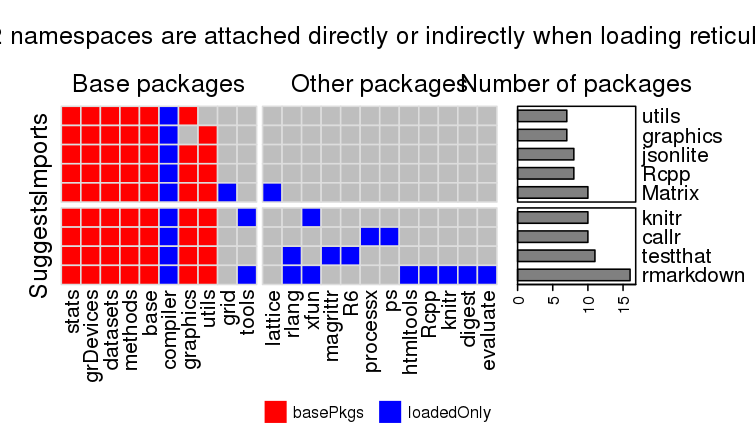 namespaces are attached directly or indirectly when loading
Base packages
Other packages
Number of packages
Imports
Suggests
utils
graphics
jsonlite
Rcpp
Matrix
knitr
callr
testthat
rmarkdown
0
5
10
15
stats
grDevices
datasets
methods
base
compiler
graphics
utils
grid
tools
lattice
rlang
xfun
magrittr
R6
processx
ps
htmltools
Rcpp
knitr
digest
evaluate
basePkgs
loadedOnly